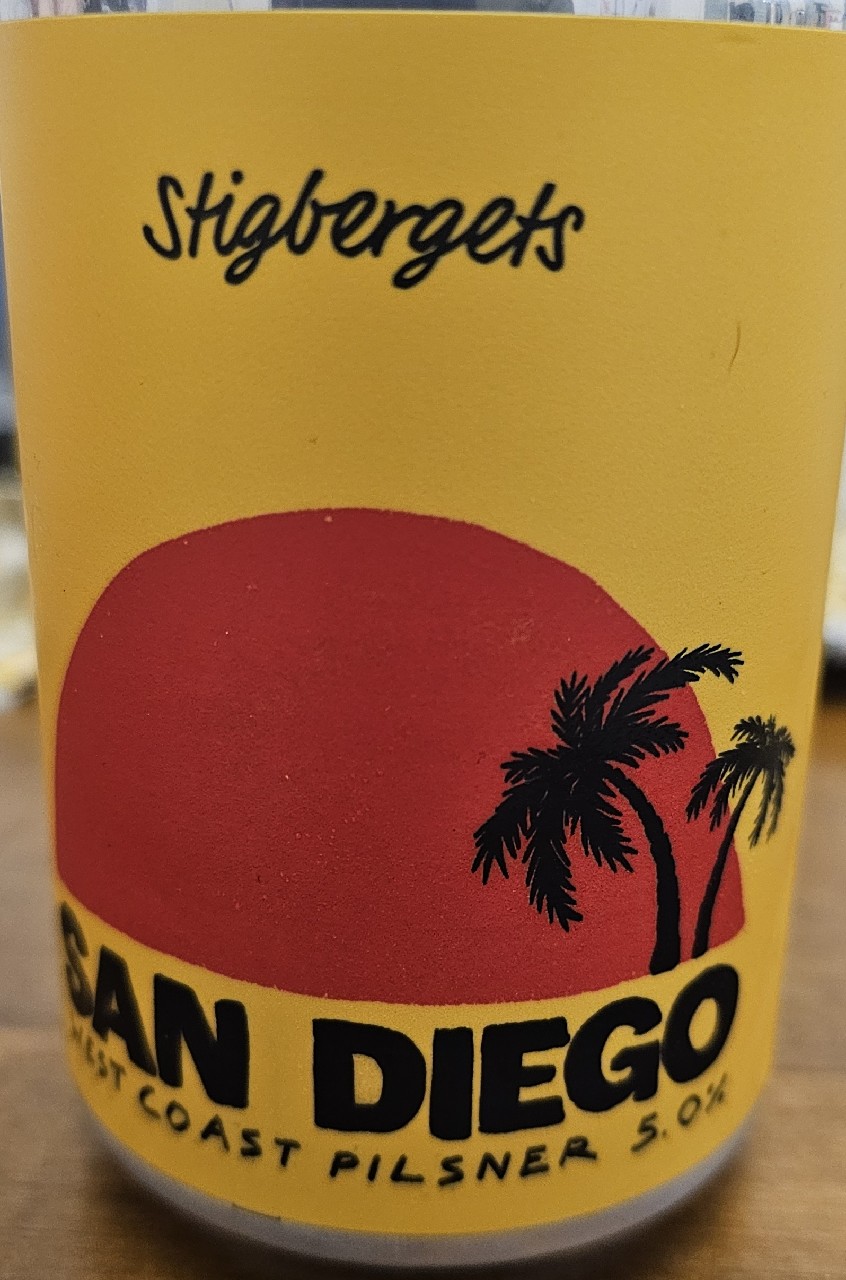 Stigbergets
SAN DIEGO
WEST COAST PILSNER 5.0%